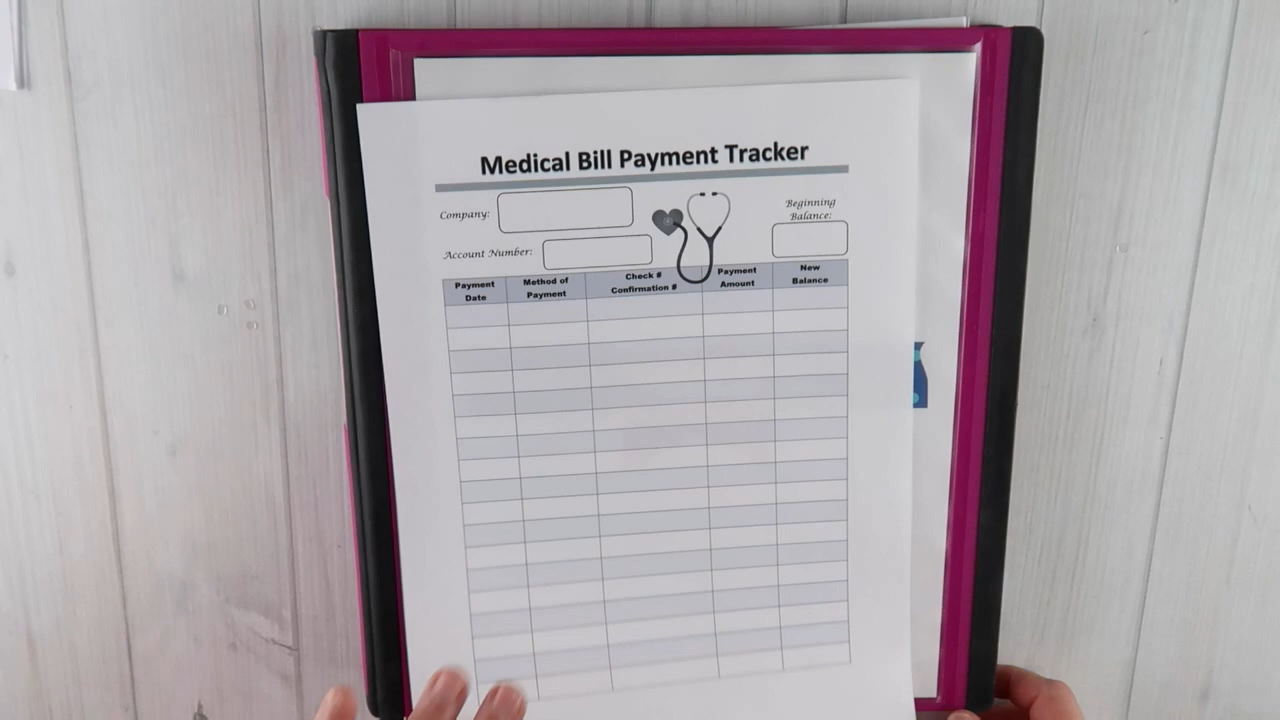 Medical Bill Payment Tracker
Company:
Beginning
Balance:
Account Number:
Payment
Date
Method of
Payment
Check #
Confirmation #
Payment
Amount
New
Balance